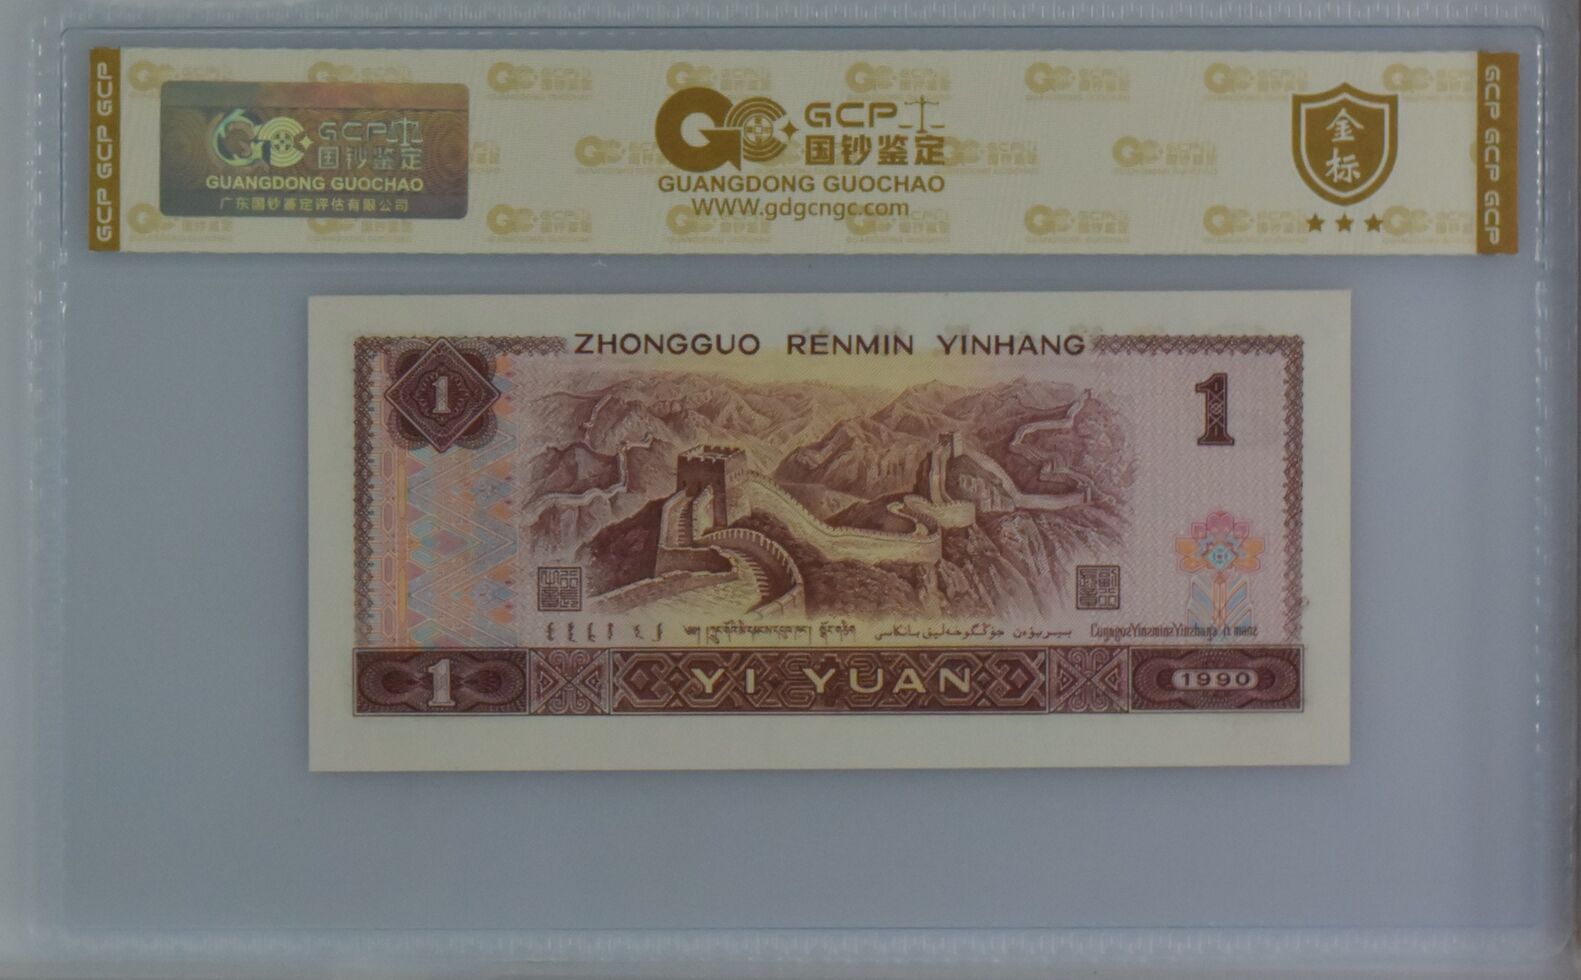 GCP GCP GCP
GCP 国钞鉴定
GUANGDONG GUOCHAO
广东国钞鉴定评估有限公司
GCP
国钞鉴定
GUANGDONG GUOCHAO
www.gdgcngc.com
金标
GCP GCP GCP
ZHONGGUO RENMIN YINHANG
1
1
1 YI YUAN 1990